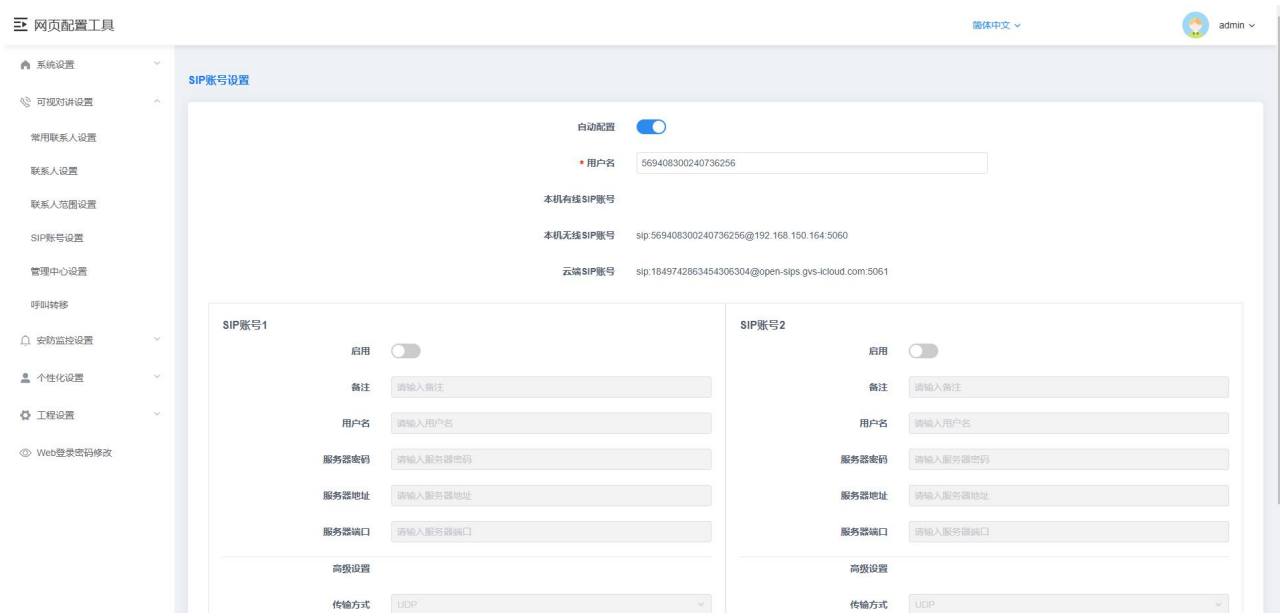 网页配置工具
简体中文
admin
系统设置
可视对讲设置
常用联系人设置
联系人设置
联系人范围设置
SIP账号设置
管理中心设置
呼叫转移
安防监控设置
个性化设置
工程设置
Web登录密码修改
SIP账号设置
自动配置
* 用户名 569408300240736256
本机有线SIP账号
本机无线SIP账号 sip:569408300240736256@192.168.150.164:5060
云端SIP账号 sip:1849742863454306304@open-sips.gvs-icloud.com:5061
SIP账号1
启用
备注 请输入备注
用户名 请输入用户名
服务器密码 请输入服务器密码
服务器地址 请输入服务器地址
服务器端口 请输入服务器端口
高级设置
传输方式 UDP
SIP账号2
启用
备注 请输入备注
用户名 请输入用户名
服务器密码 请输入服务器密码
服务器地址 请输入服务器地址
服务器端口 请输入服务器端口
高级设置
传输方式 UDP